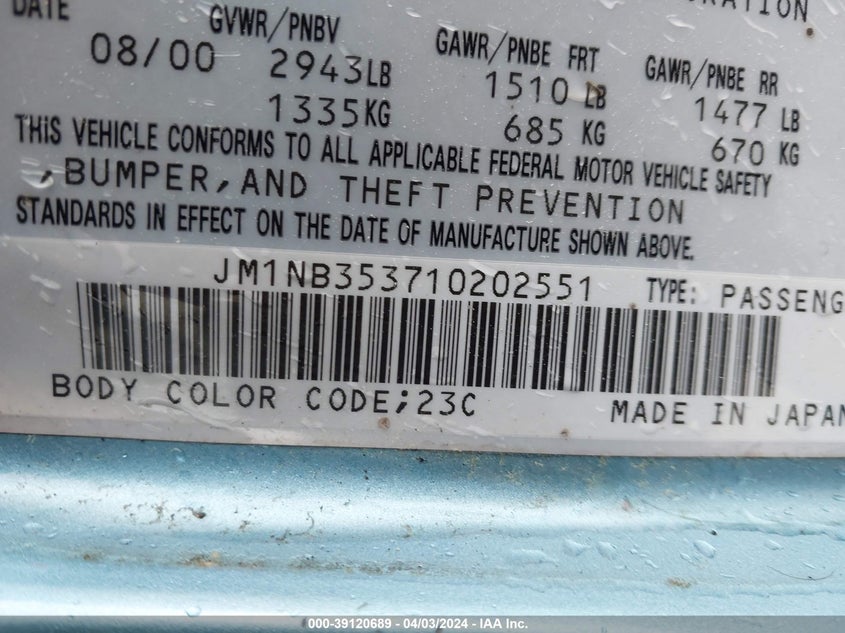 DATE GVWR/PNBV GAWR/PNBE FRT GAWR/PNBE RR
08/00 2943LB 1510 LB 1477 LB
1335KG 685 KG 670 KG
THIS VEHICLE CONFORMS TO ALL APPLICABLE FEDERAL MOTOR VEHICLE SAFETY
,BUMPER,AND THEFT PREVENTION
STANDARDS IN EFFECT ON THE DATE OF MANUFACTURE SHOWN ABOVE.
JM1NB353710202551 TYPE: PASSENG
BODY COLOR CODE;23C MADE IN JAPAN
000-39120689 - 04/03/2024 - IAA Inc.